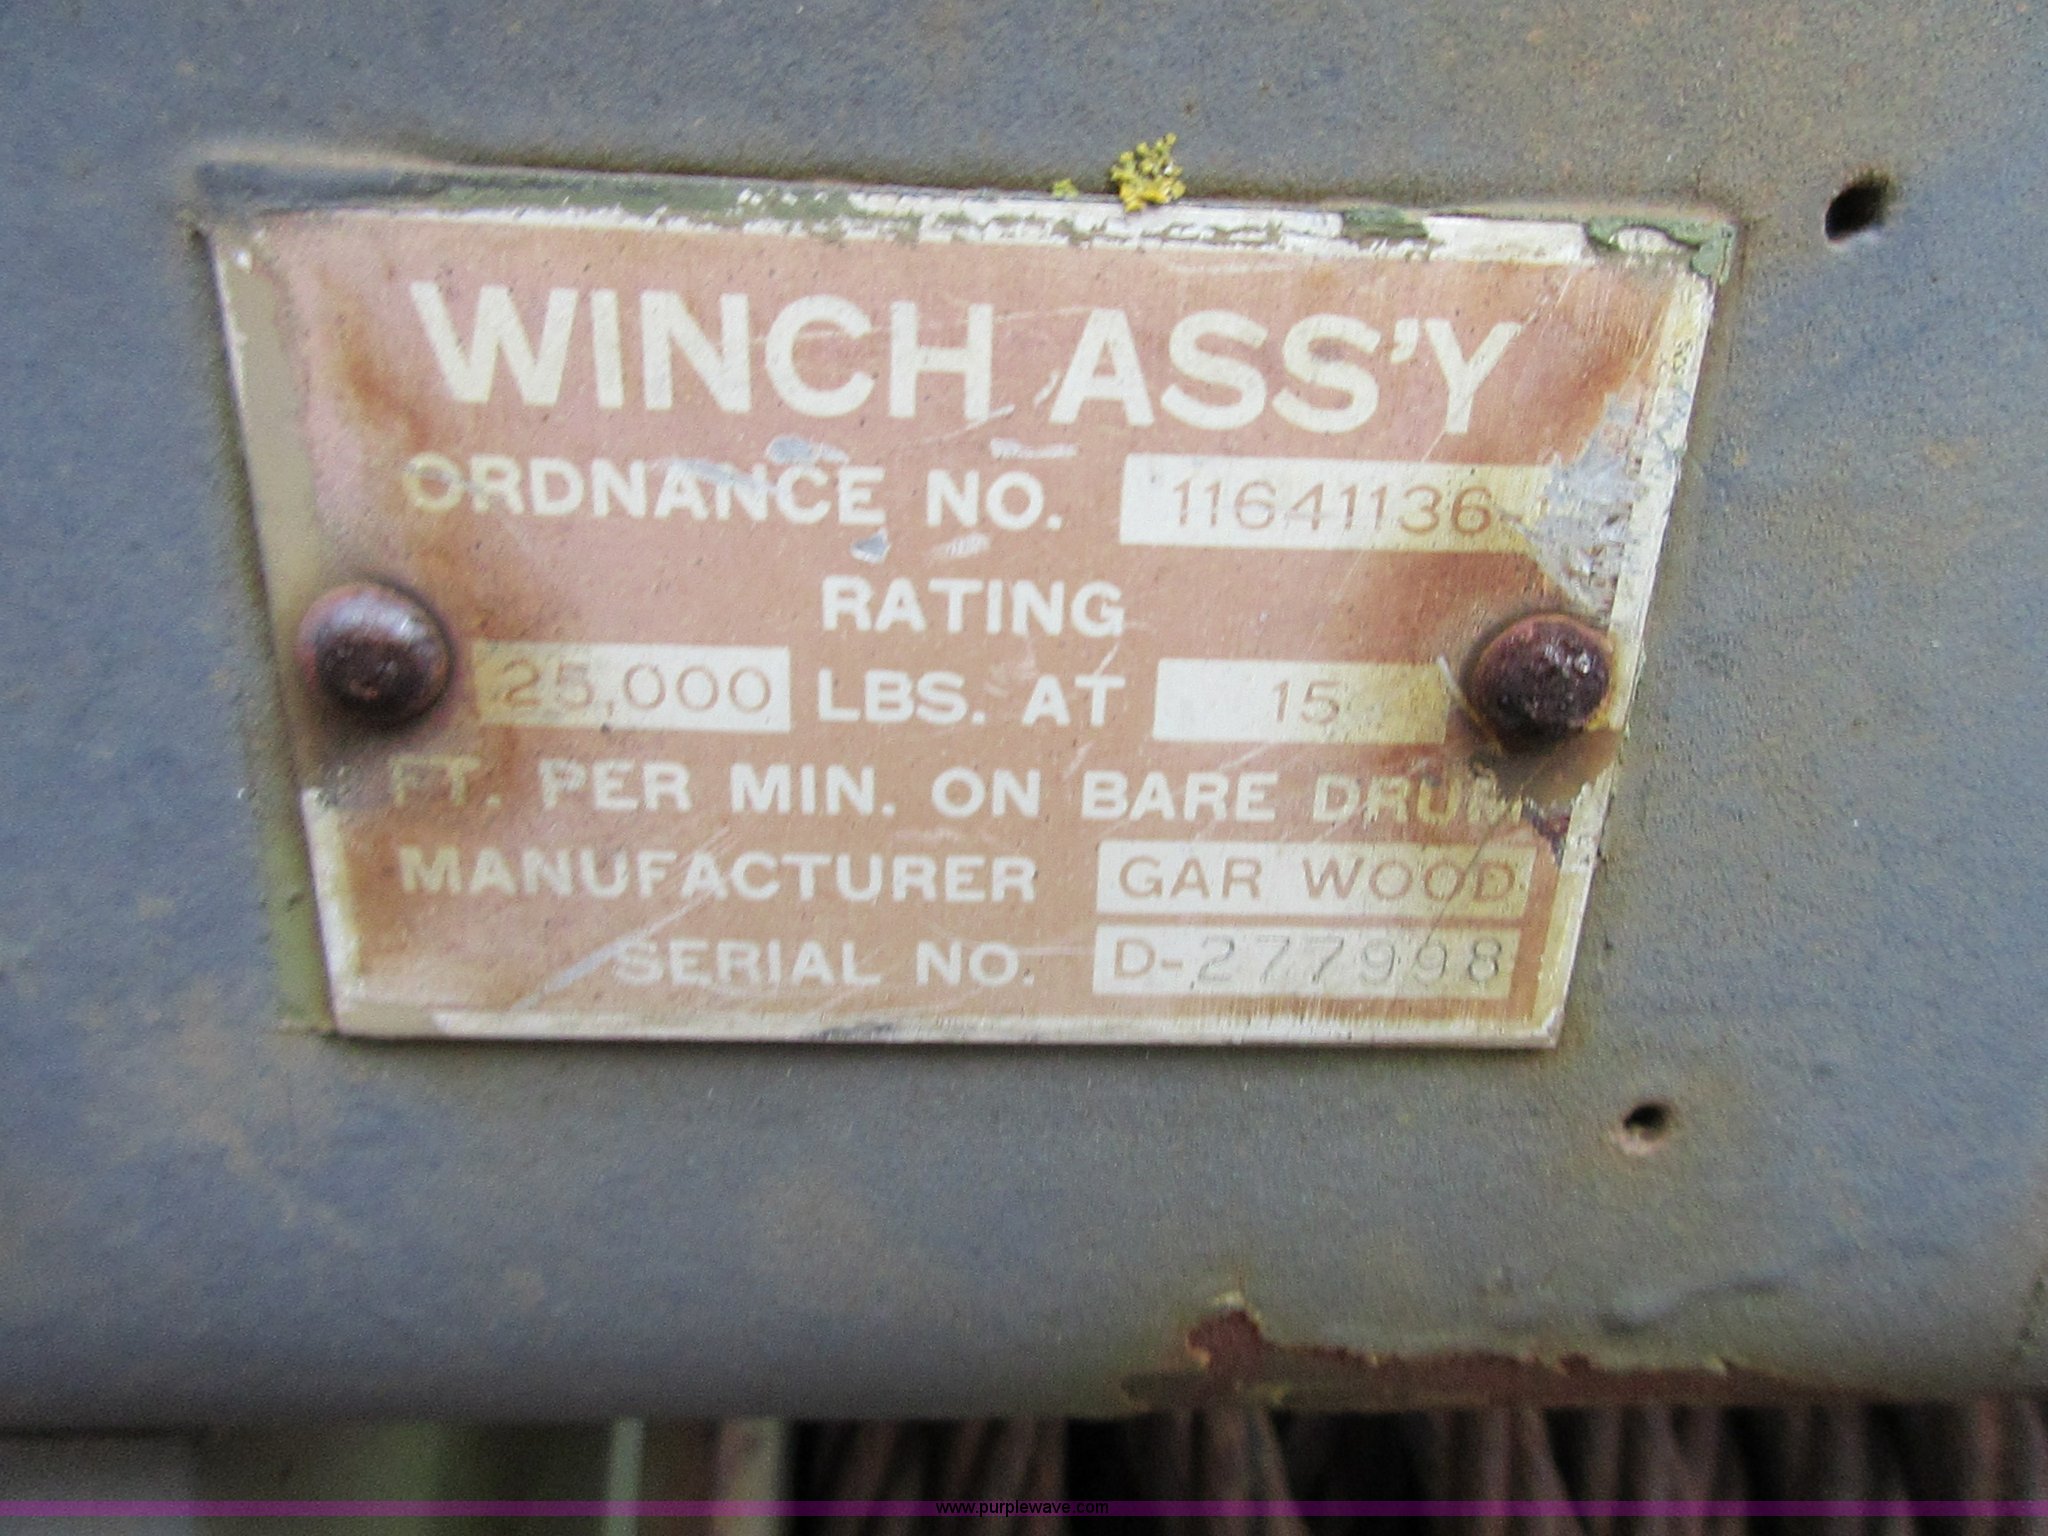 WINCH ASS'Y
ORDNANCE NO. 11641136
RATING
25,000 LBS. AT 15
FT. PER MIN. ON BARE DRUM
MANUFACTURER GAR WOOD
SERIAL NO. D-277998
www.purplewave.com